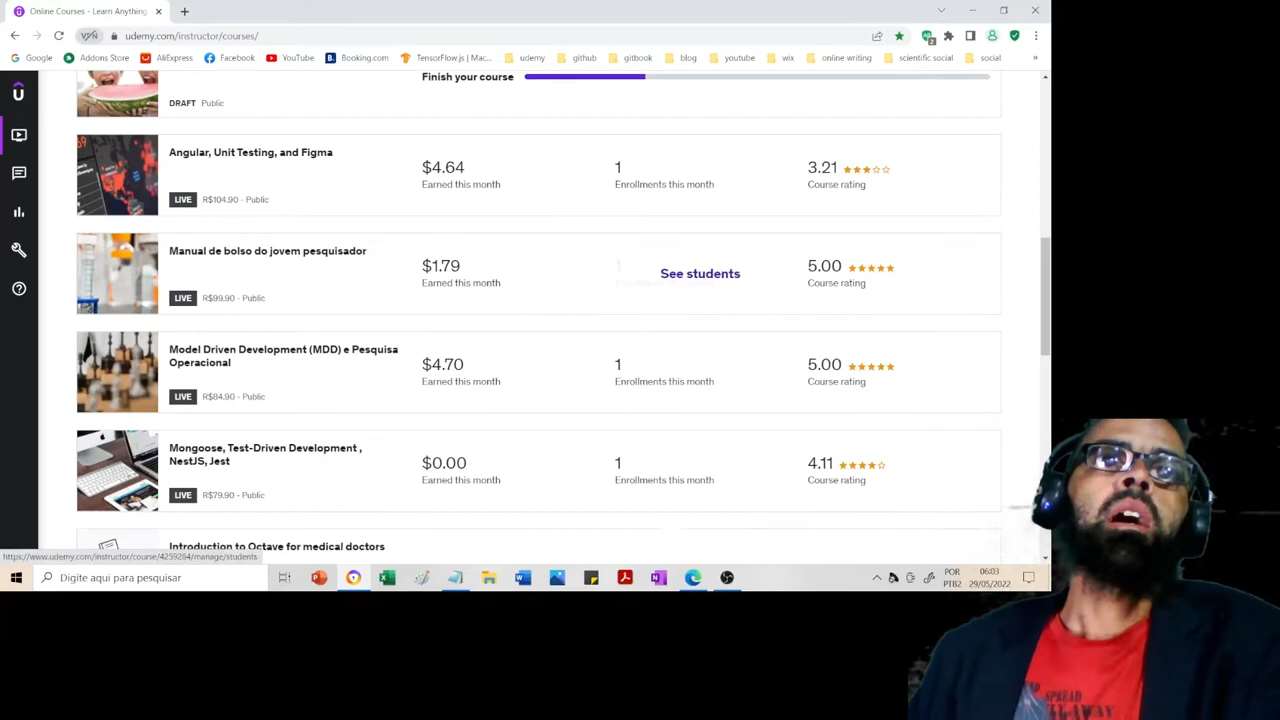 Online Courses - Learn Anything
VPN
udemy.com/instructor/courses/
2
Google
Addons Store
AliExpress
Facebook
YouTube
Booking.com
TensorFlow.js | Mac...
udemy
github
gitbook
blog
youtube
wix
online writing
scientific social
social
»
Finish your course
DRAFT Public
Angular, Unit Testing, and Figma
$4.64
Earned this month
1
Enrollments this month
3.21
Course rating
LIVE R$104.90 - Public
Manual de bolso do jovem pesquisador
$1.79
Earned this month
1
See students
5.00
Course rating
LIVE R$99.90 - Public
Model Driven Development (MDD) e Pesquisa
Operacional
$4.70
Earned this month
1
Enrollments this month
5.00
Course rating
LIVE R$84.90 - Public
Mongoose, Test-Driven Development ,
NestJS, Jest
$0.00
Earned this month
1
Enrollments this month
4.11
Course rating
LIVE R$79.90 - Public
Introduction to Octave for medical doctors
https://www.udemy.com/instructor/course/4259284/manage/students
Digite aqui para pesquisar
POR
PTB2
06:03
29/05/2022
SPREAD